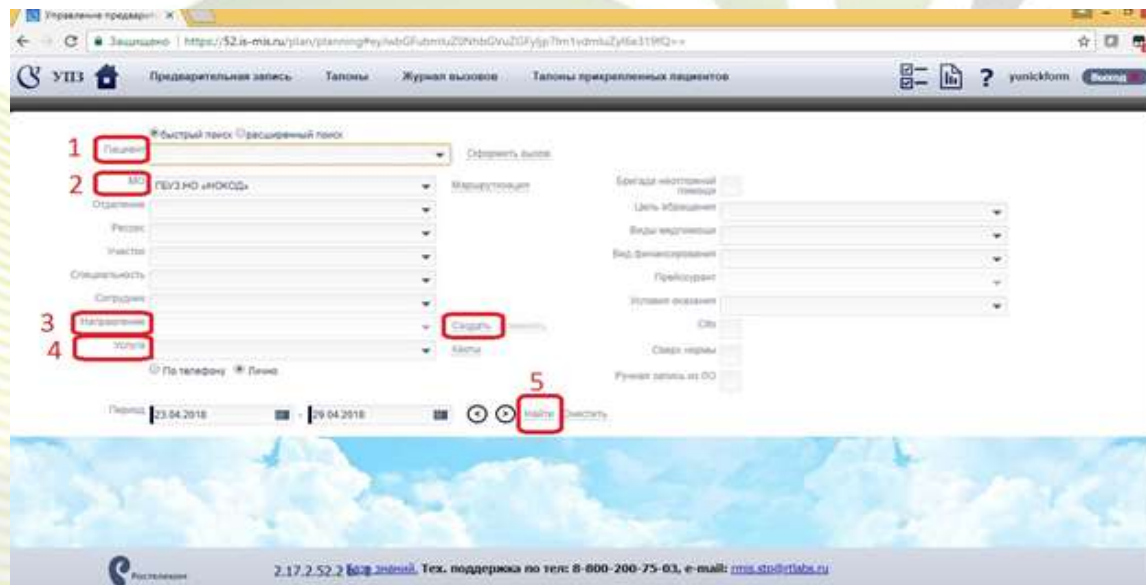 Управление предварит
Защищено https://52.is-mis.ru/plan/planning#
УПЗ Предварительная запись Талоны Журнал вызовов Талоны прикрепленных пациентов ? yunickform Выход
быстрый поиск расширенный поиск
1 Пациент Оформить вызов
2 МО ГБУЗ НО «НОКОД» Маршрутизация Бригада неотложной помощи
Отделение Цель обращения
Ресурс Виды медпомощи
Участок Вид финансирования
Специальность Прейскурант
Сотрудник Условия оказания
3 Направление Создать Cito
4 Услуга Квоты Сверх нормы
По телефону Лично Ручная запись из ЛО
5
Период 23.04.2018 - 29.04.2018 < > Найти Очистить
Ростелеком 2.17.2.52.2 База знаний. Тех. поддержка по тел: 8-800-200-75-03, e-mail: rmis.stp@rtlabs.ru